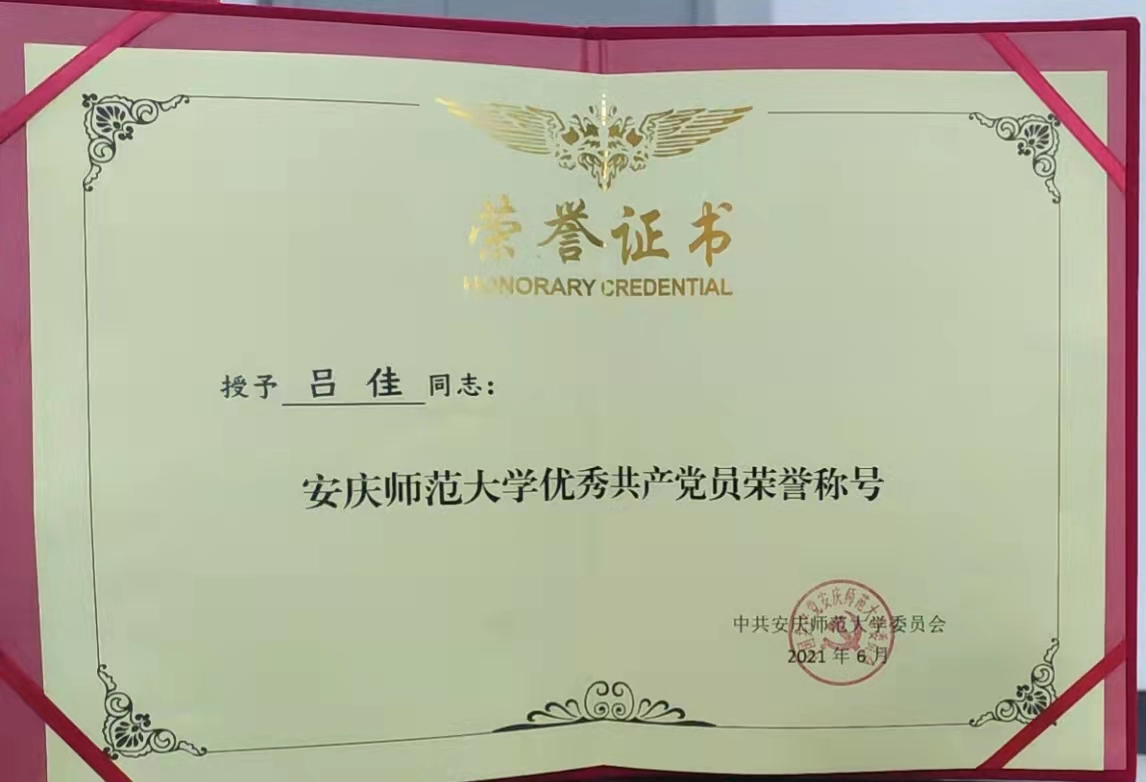 荣誉证书
HONORARY CREDENTIAL
授予 吕 佳 同志：
安庆师范大学优秀共产党员荣誉称号
中共安庆师范大学委员会
2021 年 6 月